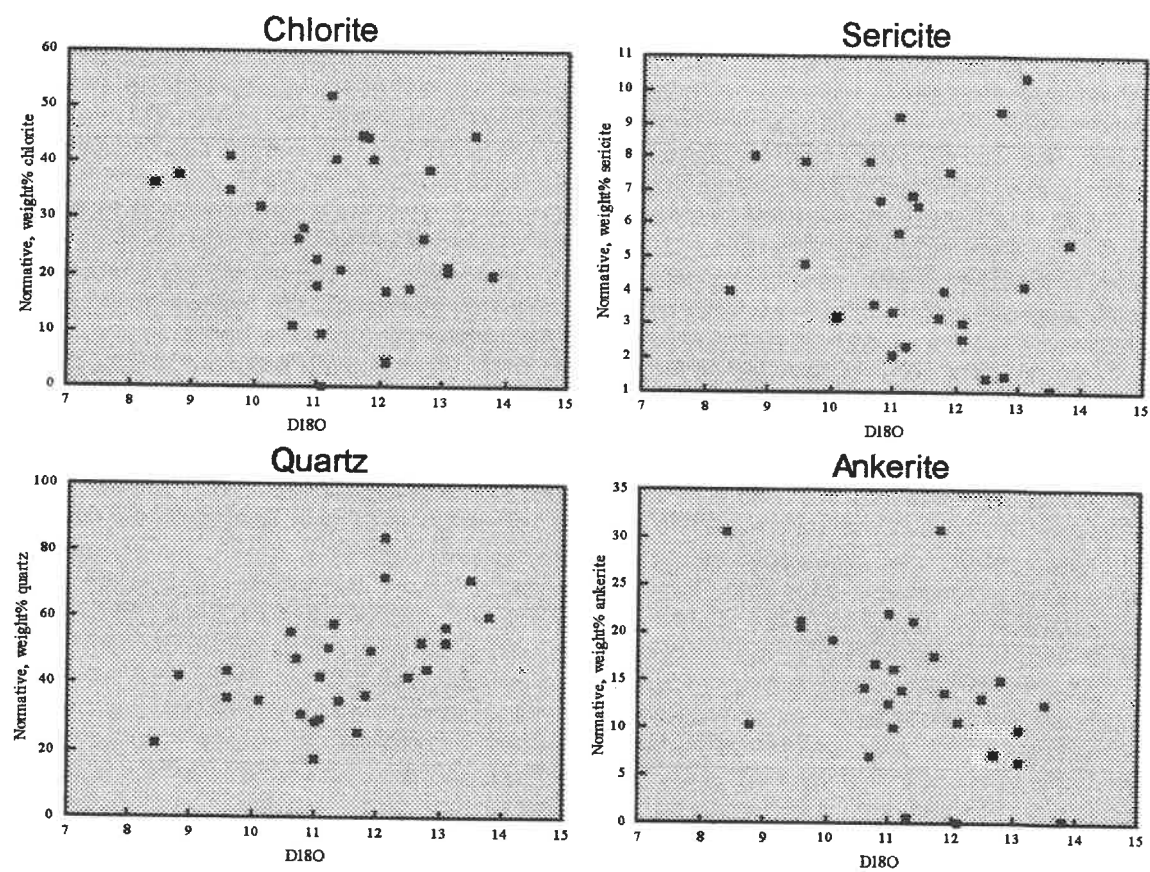 Chlorite
Normative, weight% chlorite
60
50
40
30
20
10
0
7 8 9 10 11 12 13 14 15
D18O
Sericite
Normative, weight% sericite
11
10
9
8
7
6
5
4
3
2
1
7 8 9 10 11 12 13 14 15
D18O
Quartz
Normative, weight% quartz
100
80
60
40
20
0
7 8 9 10 11 12 13 14 15
D18O
Ankerite
Normative, weight% ankerite
35
30
25
20
15
10
5
0
7 8 9 10 11 12 13 14 15
D18O